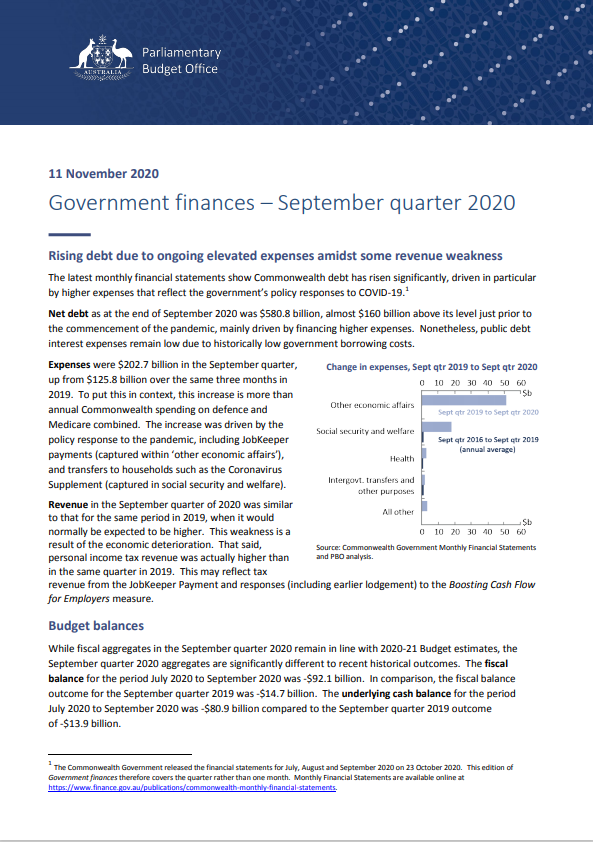 AUSTRALIA
Parliamentary
Budget Office
11 November 2020
Government finances – September quarter 2020
Rising debt due to ongoing elevated expenses amidst some revenue weakness
The latest monthly financial statements show Commonwealth debt has risen significantly, driven in particular
by higher expenses that reflect the government's policy responses to COVID-19.1
Net debt as at the end of September 2020 was $580.8 billion, almost $160 billion above its level just prior to
the commencement of the pandemic, mainly driven by financing higher expenses. Nonetheless, public debt
interest expenses remain low due to historically low government borrowing costs.
Expenses were $202.7 billion in the September quarter,
up from $125.8 billion over the same three months in
2019. To put this in context, this increase is more than
annual Commonwealth spending on defence and
Medicare combined. The increase was driven by the
policy response to the pandemic, including JobKeeper
payments (captured within 'other economic affairs'),
and transfers to households such as the Coronavirus
Supplement (captured in social security and welfare).
Change in expenses, Sept qtr 2019 to Sept qtr 2020
0 10 20 30 40 50 60
$b
Other economic affairs
Sept qtr 2019 to Sept qtr 2020
Social security and welfare
Sept qtr 2016 to Sept qtr 2019
(annual average)
Health
Intergovt. transfers and
other purposes
All other
$b
0 10 20 30 40 50 60
Source: Commonwealth Government Monthly Financial Statements
and PBO analysis.
Revenue in the September quarter of 2020 was similar
to that for the same period in 2019, when it would
normally be expected to be higher. This weakness is a
result of the economic deterioration. That said,
personal income tax revenue was actually higher than
in the same quarter in 2019. This may reflect tax
revenue from the JobKeeper Payment and responses (including earlier lodgement) to the Boosting Cash Flow
for Employers measure.
Budget balances
While fiscal aggregates in the September quarter 2020 remain in line with 2020-21 Budget estimates, the
September quarter 2020 aggregates are significantly different to recent historical outcomes. The fiscal
balance for the period July 2020 to September 2020 was -$92.1 billion. In comparison, the fiscal balance
outcome for the September quarter 2019 was -$14.7 billion. The underlying cash balance for the period
July 2020 to September 2020 was -$80.9 billion compared to the September quarter 2019 outcome
of -$13.9 billion.
1 The Commonwealth Government released the financial statements for July, August and September 2020 on 23 October 2020. This edition of
Government finances therefore covers the quarter rather than one month. Monthly Financial Statements are available online at
https://www.finance.gov.au/publications/commonwealth-monthly-financial-statements.